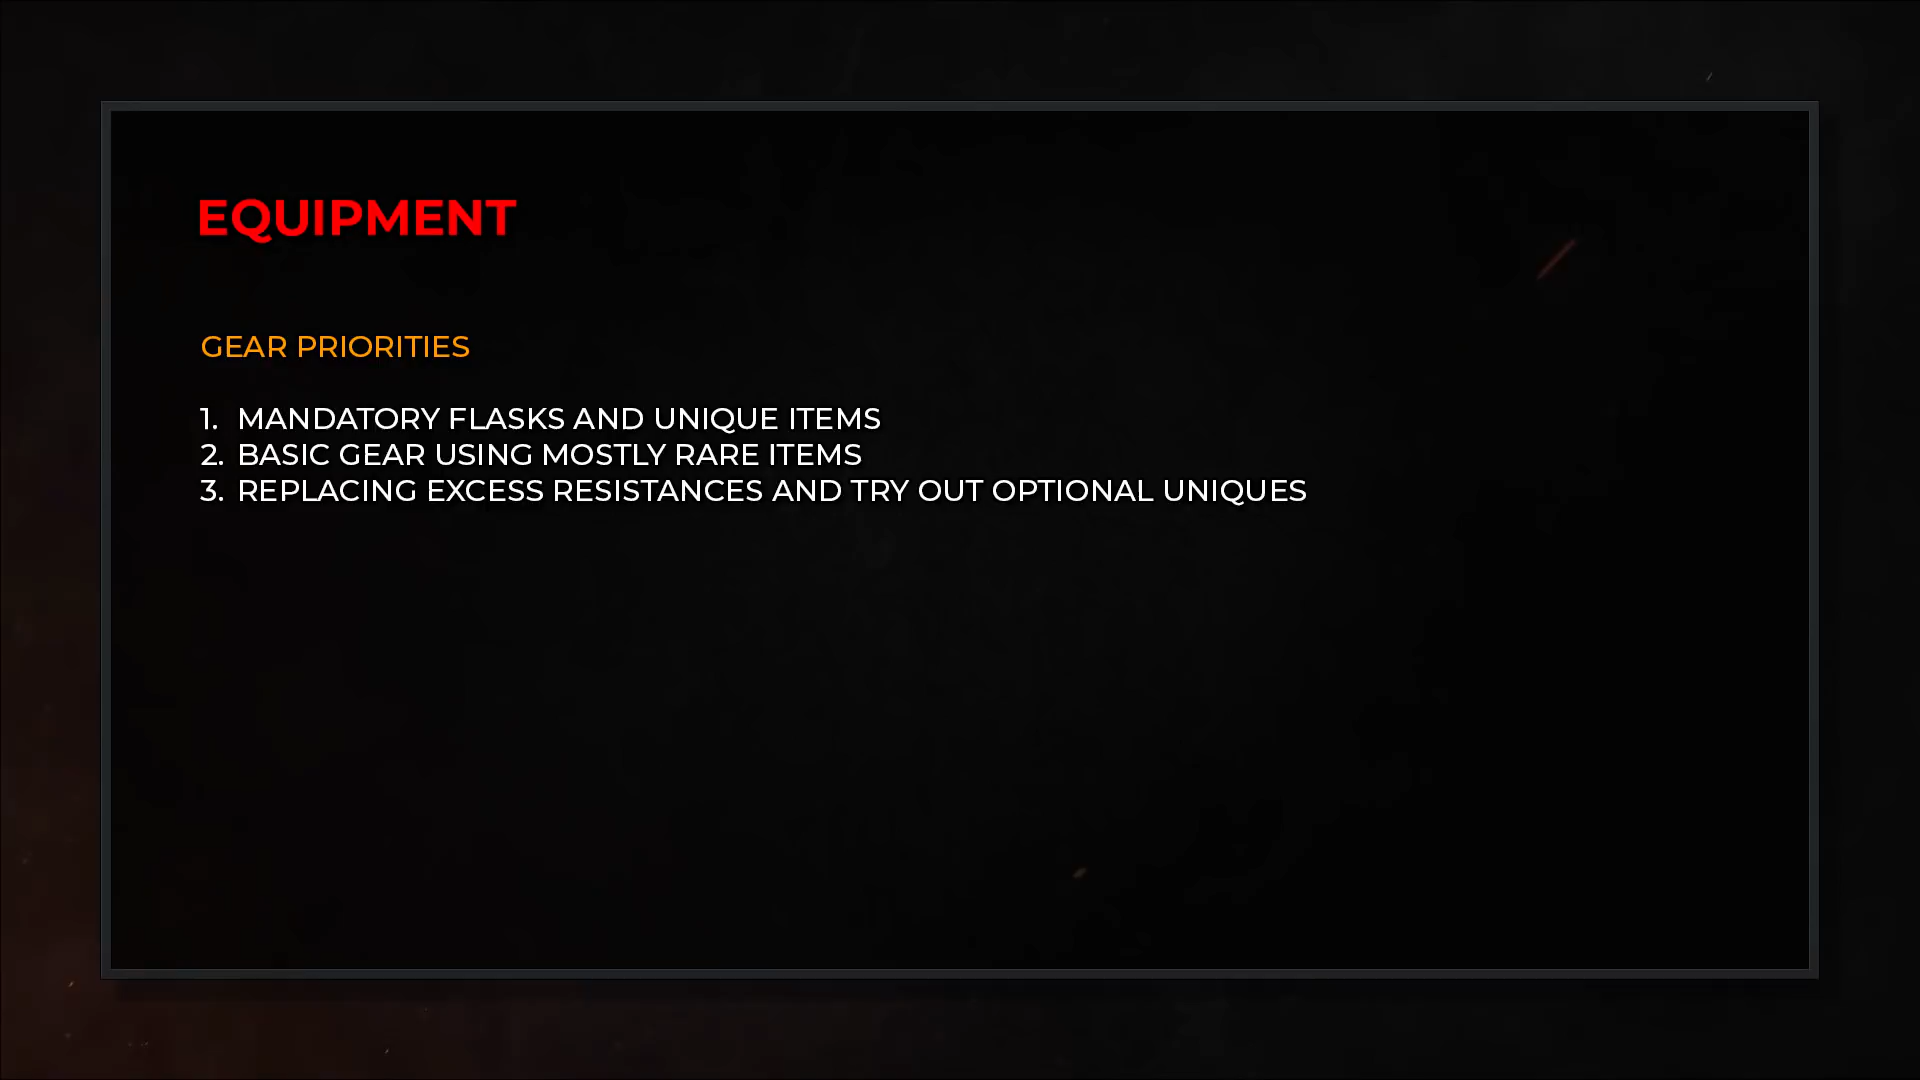 EQUIPMENT
GEAR PRIORITIES
1. MANDATORY FLASKS AND UNIQUE ITEMS
2. BASIC GEAR USING MOSTLY RARE ITEMS
3. REPLACING EXCESS RESISTANCES AND TRY OUT OPTIONAL UNIQUES